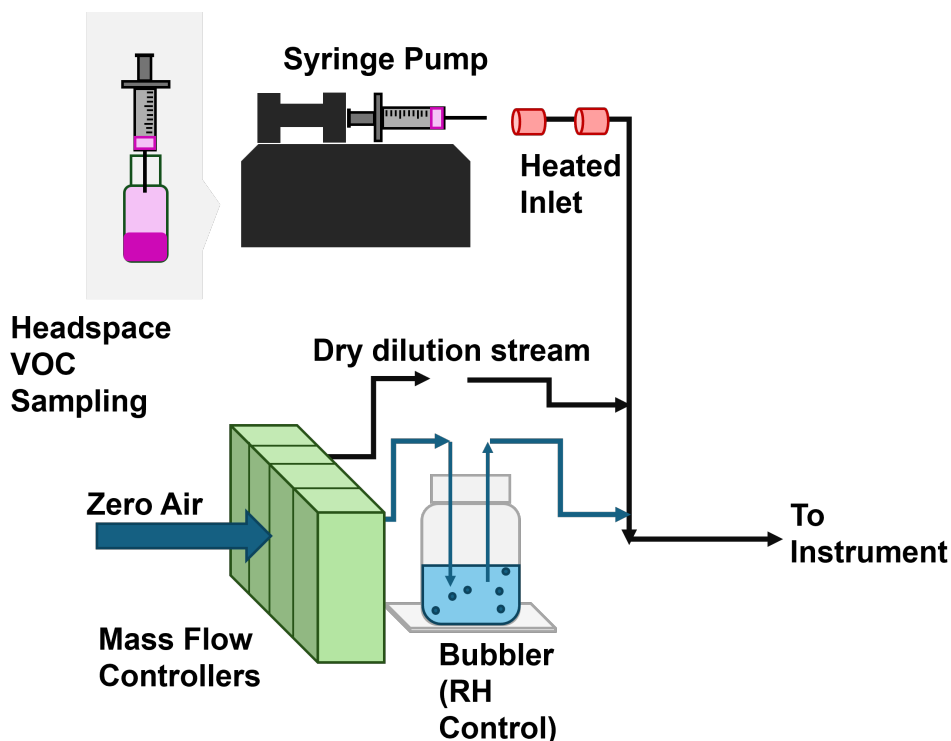 Syringe Pump
Heated
Inlet
Headspace
VOC
Sampling
Dry dilution stream
Zero Air
To
Instrument
Mass Flow
Controllers
Bubbler
(RH
Control)